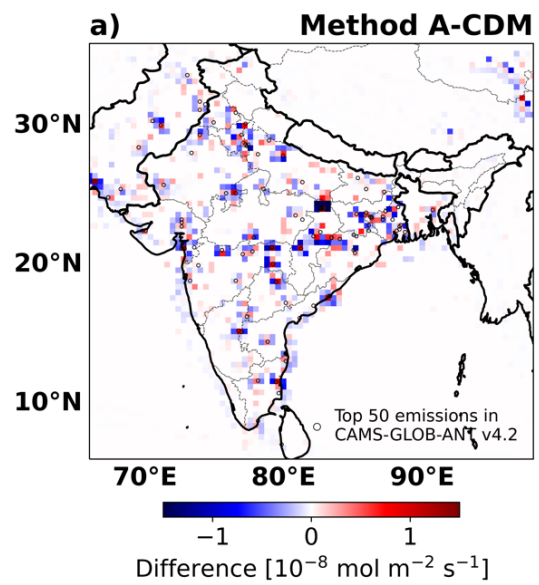 a) Method A-CDM
30°N
20°N
10°N
Top 50 emissions in
CAMS-GLOB-ANT v4.2
70°E 80°E 90°E
−1 0 1
Difference [10⁻⁸ mol m⁻² s⁻¹]